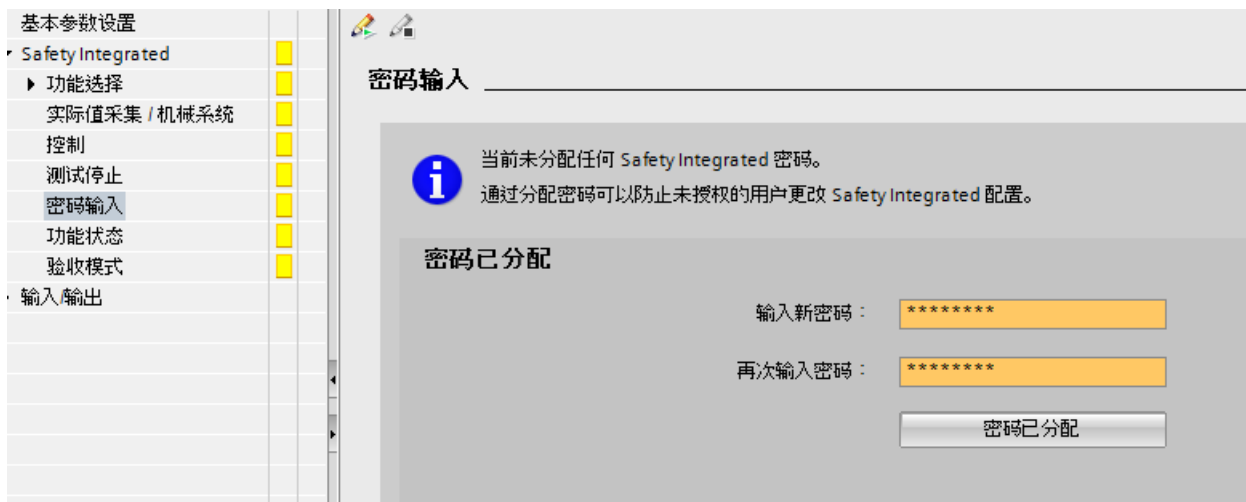 基本参数设置
Safety Integrated
功能选择
实际值采集 / 机械系统
控制
测试停止
密码输入
功能状态
验收模式
输入/输出
密码输入
当前未分配任何 Safety Integrated 密码。
通过分配密码可以防止未授权的用户更改 Safety Integrated 配置。
密码已分配
输入新密码： ********
再次输入密码： ********
密码已分配